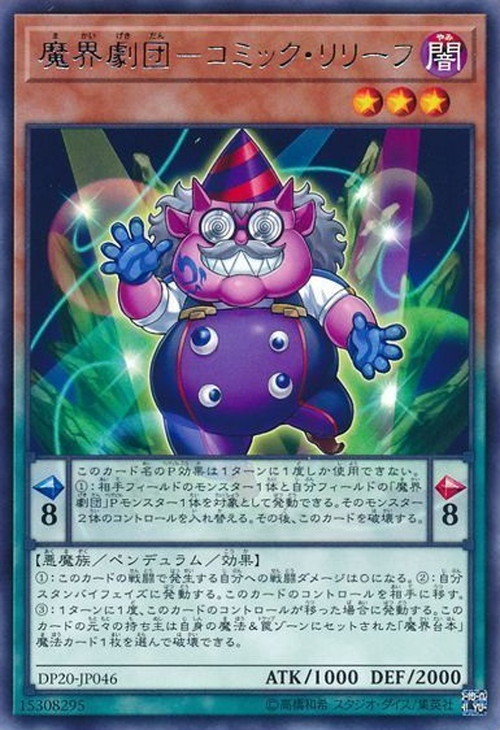 魔界劇団－コミック・リリーフ
闇
このカード名のP効果は1ターンに1度しか使用できない。
①：相手フィールドのモンスター1体と自分フィールドの「魔界
劇団」Pモンスター1体を対象として発動できる。そのモンスター
2体のコントロールを入れ替える。その後、このカードを破壊する。
8
8
【悪魔族／ペンデュラム／効果】
①：このカードの戦闘で発生する自分への戦闘ダメージは0になる。②：自分
スタンバイフェイズに発動する。このカードのコントロールを相手に移す。
③：1ターンに1度、このカードのコントロールが移った場合に発動する。この
カードの元々の持ち主は自身の魔法&罠ゾーンにセットされた「魔界台本」
魔法カード1枚を選んで破壊できる。
DP20-JP046
ATK/1000 DEF/2000
15308295
©高橋和希 スタジオ・ダイス/集英社